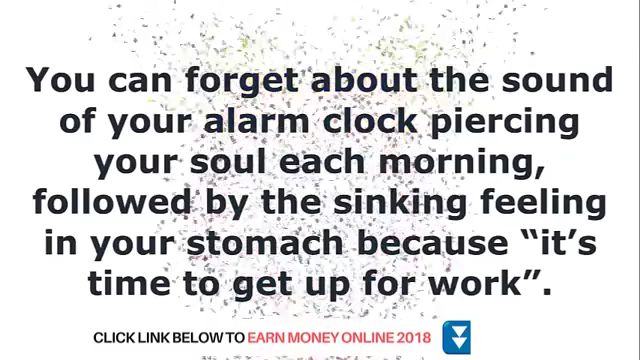 You can forget about the sound
of your alarm clock piercing
your soul each morning,
followed by the sinking feeling
in your stomach because “it’s
time to get up for work”.
CLICK LINK BELOW TO EARN MONEY ONLINE 2018